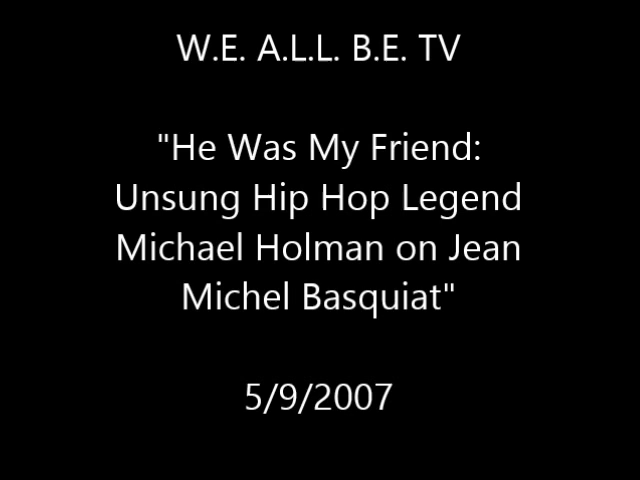 W.E. A.L.L. B.E. TV
"He Was My Friend:
Unsung Hip Hop Legend
Michael Holman on Jean
Michel Basquiat"
5/9/2007